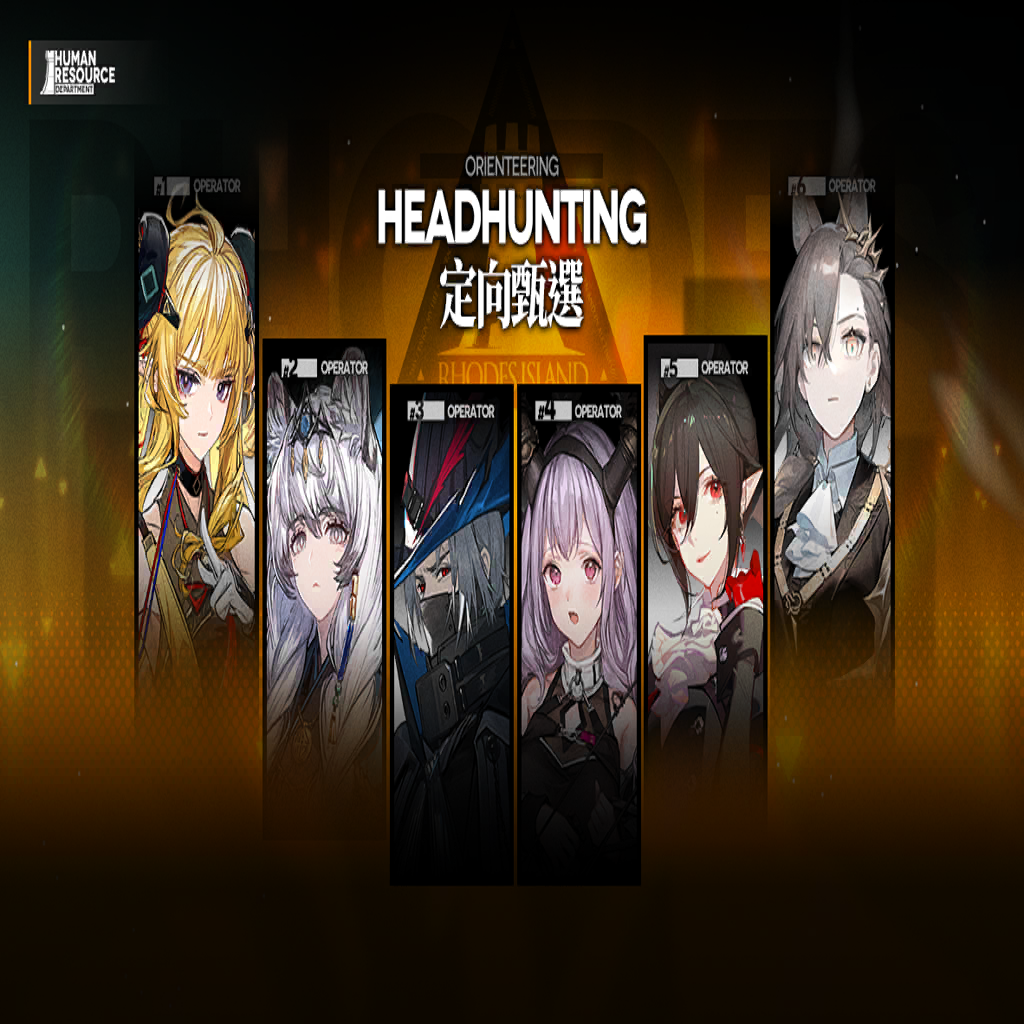 HUMAN
RESOURCE
DEPARTMENT
ORIENTEERING
HEADHUNTING
定向甄選
RHODES ISLAND
#1 OPERATOR
#2 OPERATOR
#3 OPERATOR
#4 OPERATOR
#5 OPERATOR
#6 OPERATOR